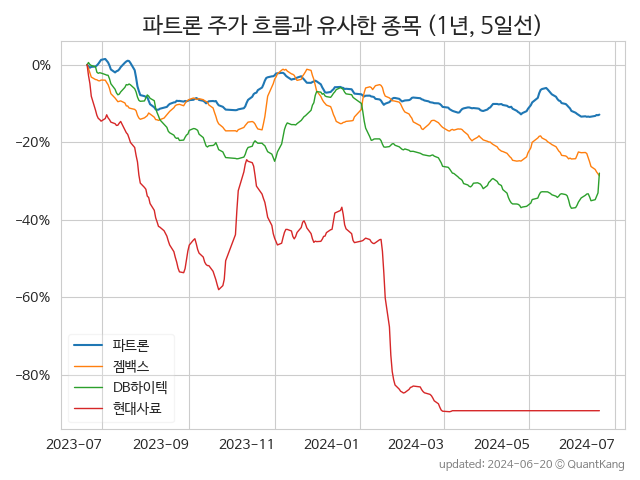 파트론 주가 흐름과 유사한 종목 (1년, 5일선)
0%
−20%
−40%
−60%
−80%
파트론
젬백스
DB하이텍
현대사료
2023-07 2023-09 2023-11 2024-01 2024-03 2024-05 2024-07
updated: 2024-06-20 © QuantKang